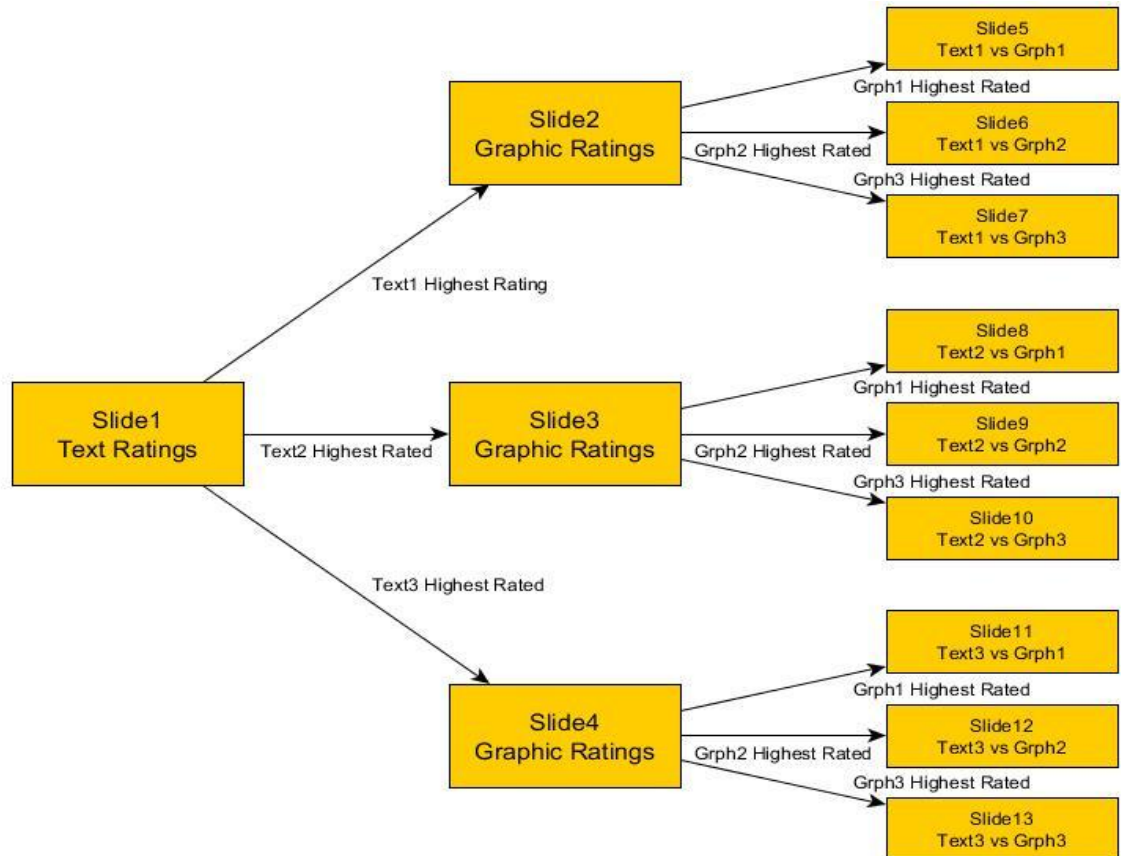 Slide5
Text1 vs Grph1
Grph1 Highest Rated
Slide2
Graphic Ratings
Slide6
Text1 vs Grph2
Grph2 Highest Rated
Grph3 Highest Rated
Slide7
Text1 vs Grph3
Text1 Highest Rating
Slide8
Text2 vs Grph1
Grph1 Highest Rated
Slide1
Text Ratings
Text2 Highest Rated
Slide3
Graphic Ratings
Slide9
Text2 vs Grph2
Grph2 Highest Rated
Grph3 Highest Rated
Slide10
Text2 vs Grph3
Text3 Highest Rated
Slide11
Text3 vs Grph1
Grph1 Highest Rated
Slide4
Graphic Ratings
Slide12
Text3 vs Grph2
Grph2 Highest Rated
Grph3 Highest Rated
Slide13
Text3 vs Grph3